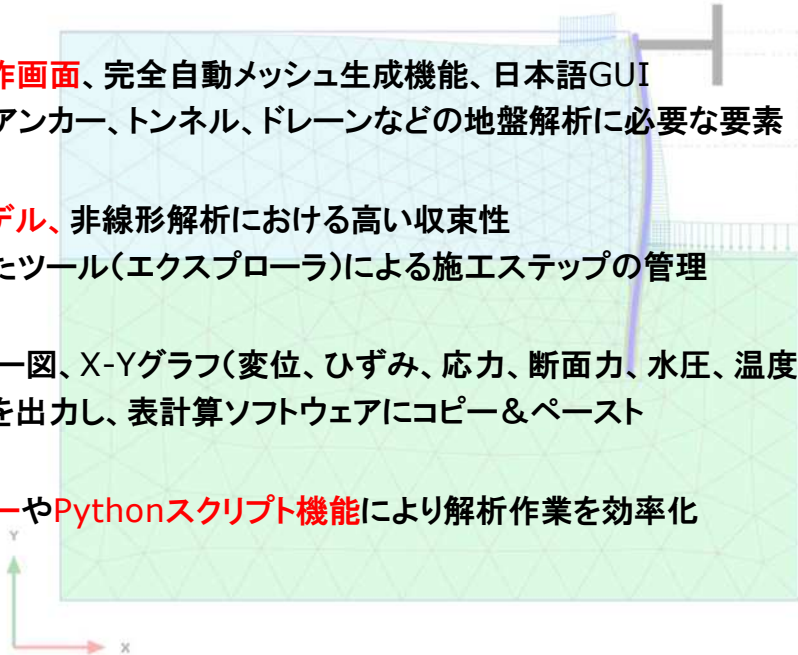 作画面、完全自動メッシュ生成機能、日本語GUI
アンカー、トンネル、ドレーンなどの地盤解析に必要な要素
デル、非線形解析における高い収束性
たツール（エクスプローラ）による施工ステップの管理
ー図、X-Yグラフ（変位、ひずみ、応力、断面力、水圧、温度
を出力し、表計算ソフトウェアにコピー＆ペースト
ーやPythonスクリプト機能により解析作業を効率化
Y
X